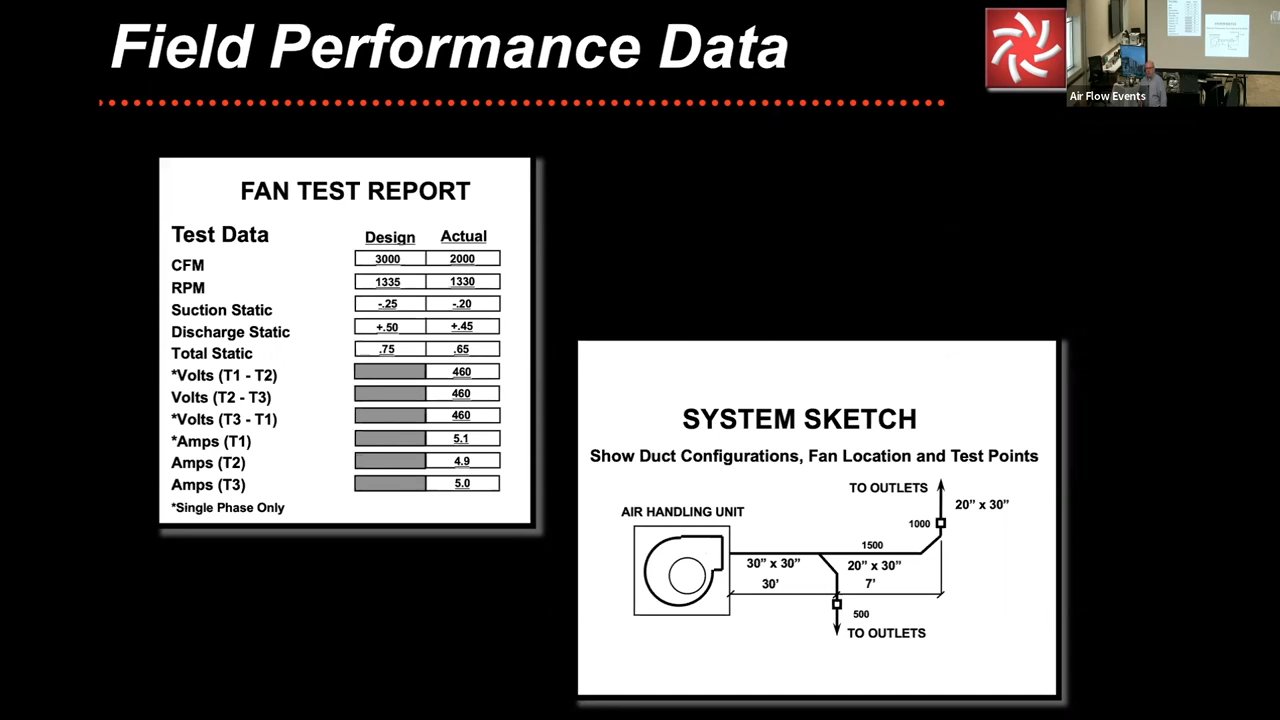 Field Performance Data
Air Flow Events
FAN TEST REPORT
Test Data Design Actual
CFM 3000 2000
RPM 1335 1330
Suction Static -.25 -.20
Discharge Static +.50 +.45
Total Static .75 .65
*Volts (T1 - T2) 460
Volts (T2 - T3) 460
*Volts (T3 - T1) 460
*Amps (T1) 5.1
Amps (T2) 4.9
Amps (T3) 5.0
*Single Phase Only
SYSTEM SKETCH
Show Duct Configurations, Fan Location and Test Points
TO OUTLETS
20” x 30”
AIR HANDLING UNIT
1000
1500
30” x 30” 20” x 30”
30’ 7’
500
TO OUTLETS